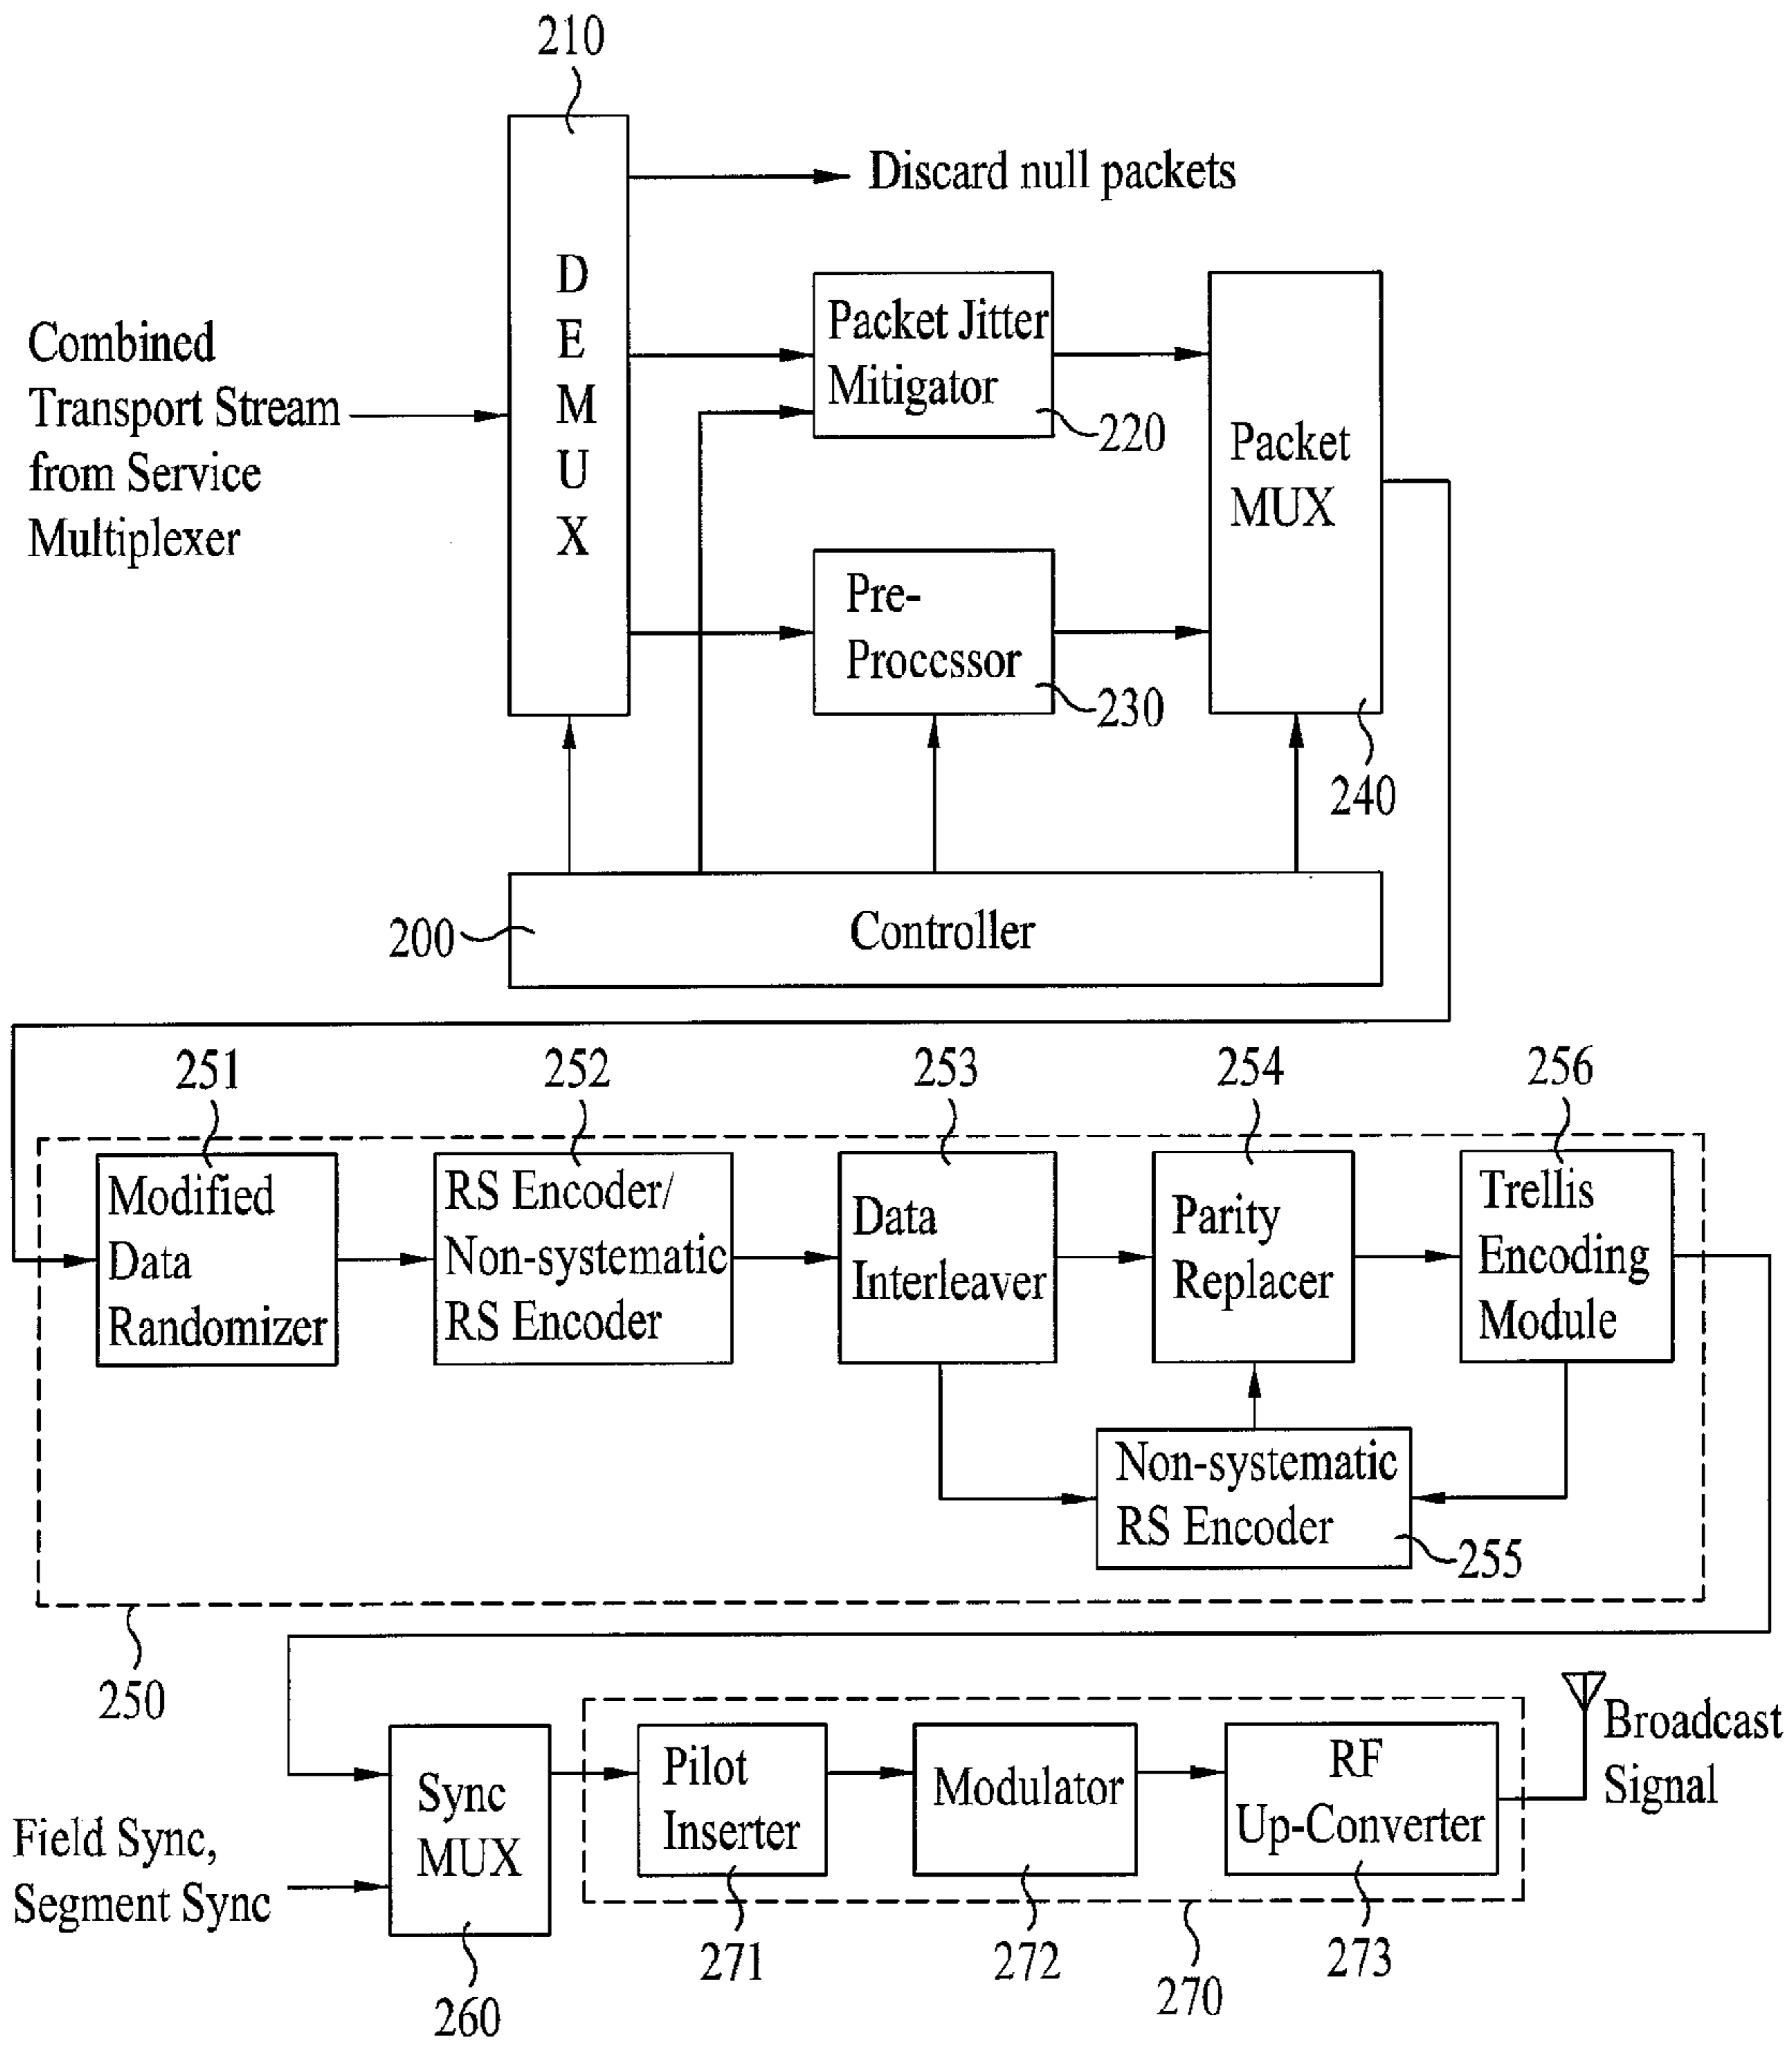 210
Discard null packets
D
E
M
U
X
Combined
Transport Stream
from Service
Multiplexer
Packet Jitter
Mitigator
220
Packet
MUX
Pre-
Processor
230
240
200
Controller
251
252
253
254
256
Modified
Data
Randomizer
RS Encoder/
Non-systematic
RS Encoder
Data
Interleaver
Parity
Replacer
Trellis
Encoding
Module
Non-systematic
RS Encoder
255
250
Sync
MUX
Pilot
Inserter
Modulator
RF
Up-Converter
Broadcast
Signal
Field Sync,
Segment Sync
260
271
272
270
273